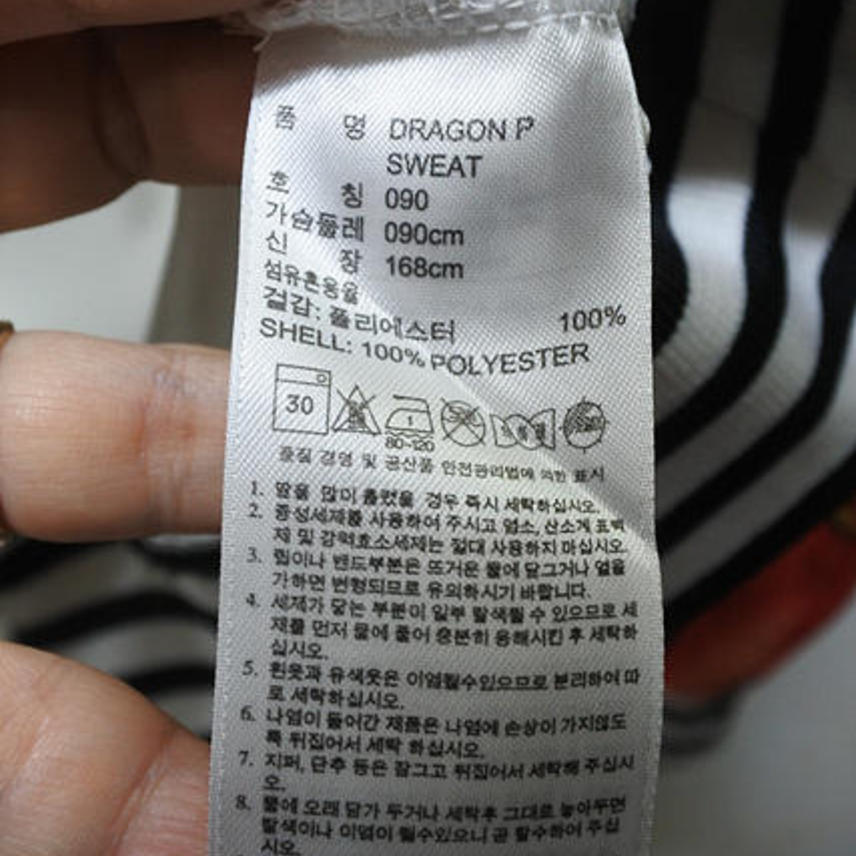 품 명 DRAGON P
SWEAT
호 칭 090
가슴둘레 090cm
신 장 168cm
섬유혼용율
겉감: 폴리에스터 100%
SHELL: 100% POLYESTER
30
1
80~120
품질 경영 및 공산품 안전관리법에 의한 표시
1. 땀을 많이 흘렸을 경우 즉시 세탁하십시오.
2. 중성세제를 사용하여 주시고 염소, 산소계 표백
제 및 강력효소세제는 절대 사용하지 마십시오.
3. 립이나 밴드부분은 뜨거운 물에 담그거나 열을
가하면 변형되므로 유의하시기 바랍니다.
4. 세제가 닿는 부분이 일부 탈색될 수 있으므로 세
제를 먼저 물에 풀어 충분히 용해시킨 후 세탁하
십시오.
5. 흰옷과 유색옷은 이염될수있으므로 분리하여 따
로 세탁하십시오.
6. 나염이 들어간 제품은 나염에 손상이 가지않도
록 뒤집어서 세탁 하십시오.
7. 지퍼, 단추 등은 잠그고 뒤집어서 세탁해 주십시
오.
8. 물에 오래 담가 두거나 세탁후 그대로 놓아두면
탈색이나 이염이 될수있으니 곧 탈수하여 주십
시오.